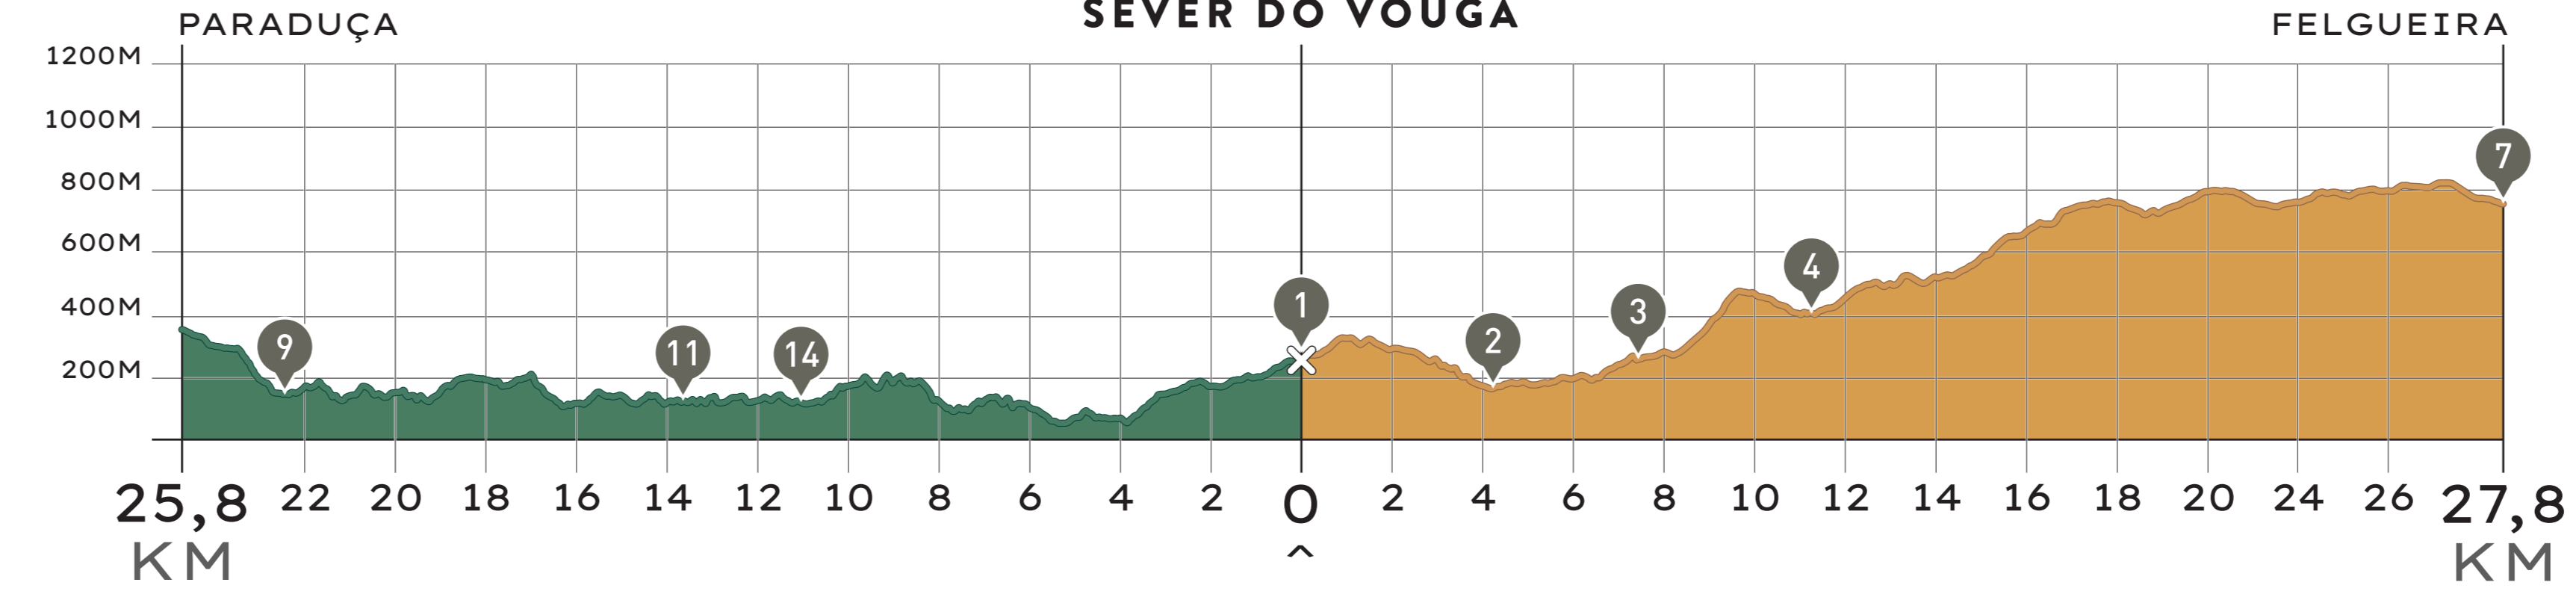 SEVER DO VOUGA
PARADUÇA
FELGUEIRA
1200M
1000M
800M
600M
400M
200M
7
4
1
3
2
9
11
14
25,8 22 20 18 16 14 12 10 8 6 4 2 0 2 4 6 8 10 12 14 16 18 20 24 26 27,8
KM ^ KM